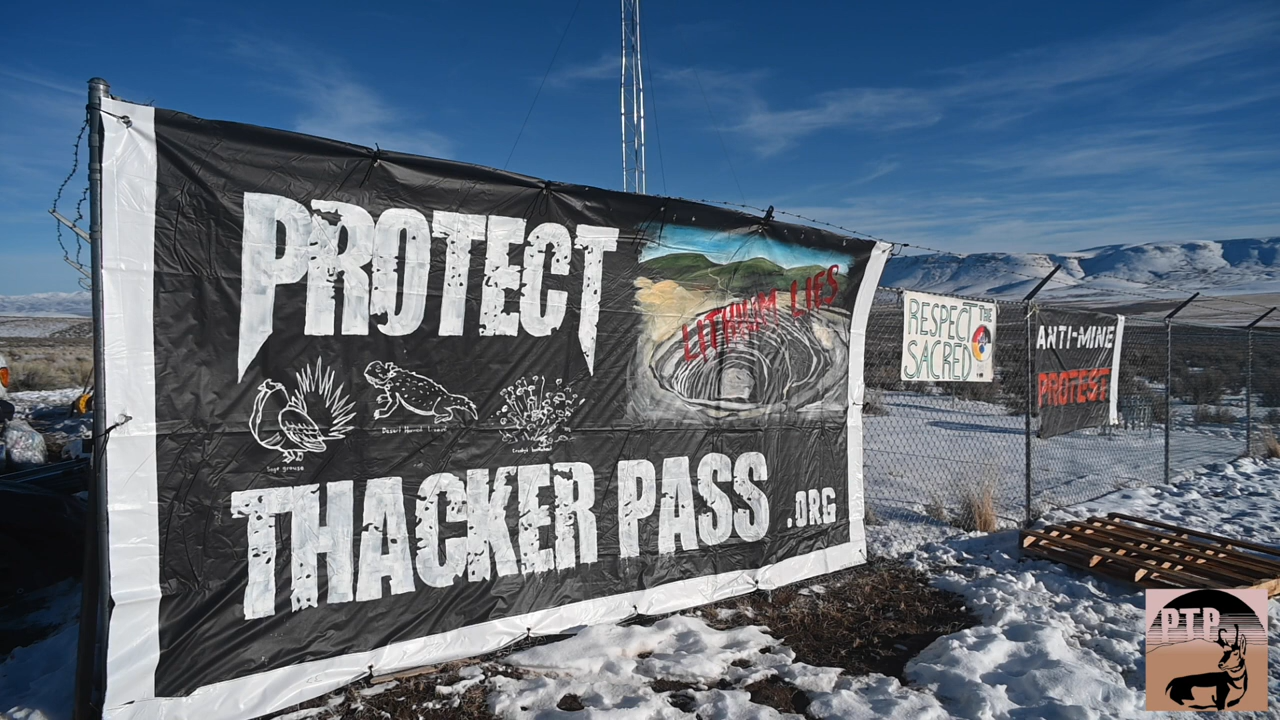 PROTECT
LITHIUM LIES
Sage grouse
Desert Horned Lizard
THACKER PASS .ORG
RESPECT THE
SACRED
ANTI-MINE
PROTEST
PTP